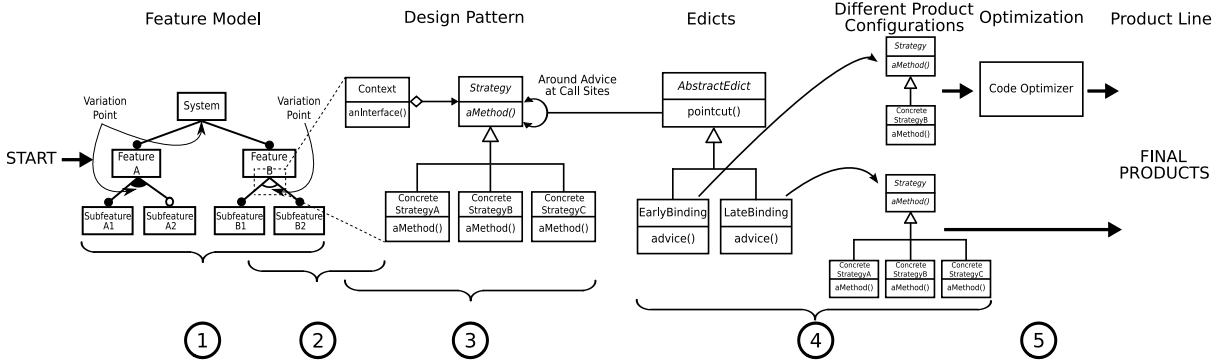 Feature Model
Design Pattern
Edicts
Different Product
Configurations
Optimization
Product Line
START
Variation
Point
System
Variation
Point
Feature
A
Feature
B
Subfeature
A1
Subfeature
A2
Subfeature
B1
Subfeature
B2
Context
anInterface()
Strategy
aMethod()
Around Advice
at Call Sites
Concrete
StrategyA
aMethod()
Concrete
StrategyB
aMethod()
Concrete
StrategyC
aMethod()
AbstractEdict
pointcut()
EarlyBinding
advice()
LateBinding
advice()
Strategy
aMethod()
Concrete
StrategyB
aMethod()
Strategy
aMethod()
Concrete
StrategyA
aMethod()
Concrete
StrategyB
aMethod()
Concrete
StrategyC
aMethod()
Code Optimizer
FINAL
PRODUCTS
1
2
3
4
5